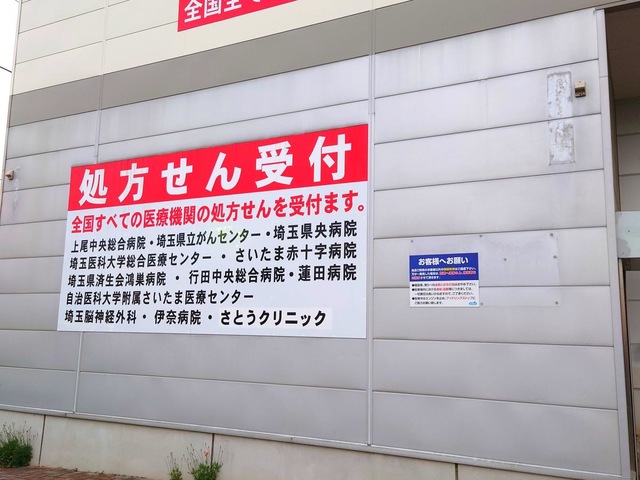 全国全て
処方せん受付
全国すべての医療機関の処方せんを受付ます。
上尾中央総合病院・埼玉県立がんセンター・埼玉県央病院
埼玉医科大学総合医療センター ・ さいたま赤十字病院
埼玉県済生会鴻巣病院 ・ 行田中央総合病院・蓮田病院
自治医科大学附属さいたま医療センター
埼玉脳神経外科 ・ 伊奈病院 ・ さとうクリニック
お客様へお願い